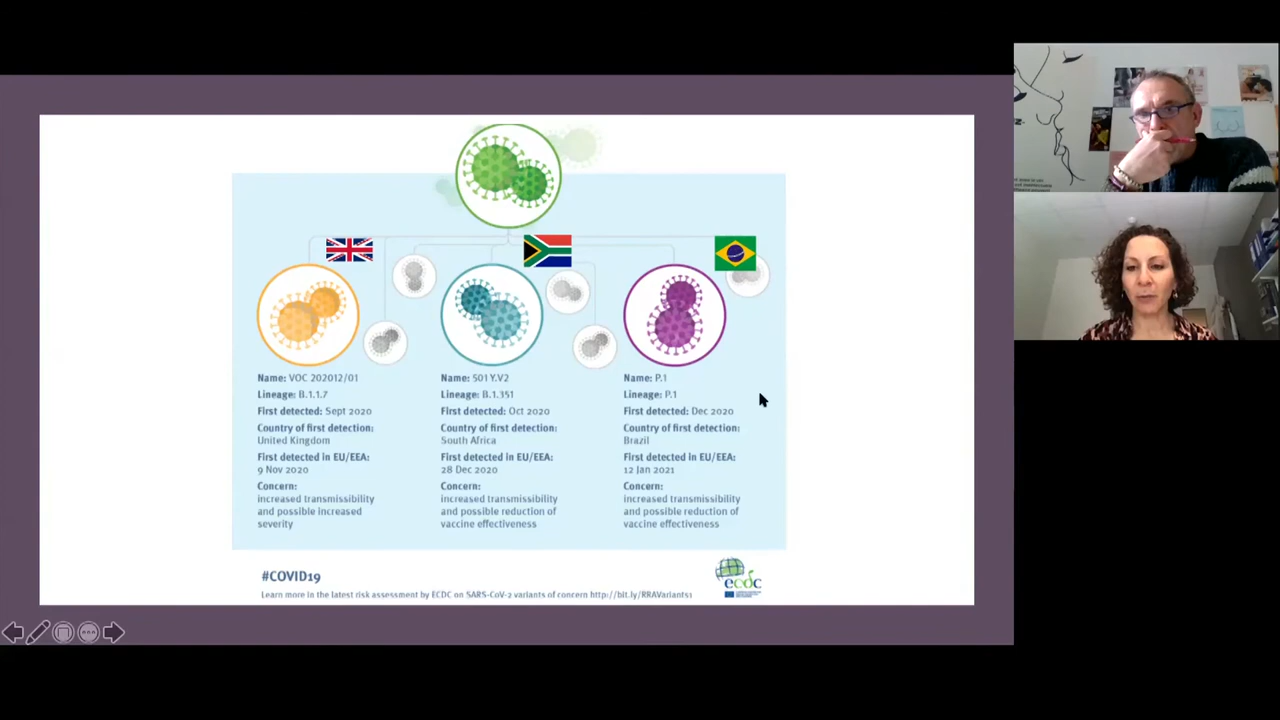 Name: VOC 202012/01
Lineage: B.1.1.7
First detected: Sept 2020
Country of first detection:
United Kingdom
First detected in EU/EEA:
9 Nov 2020
Concern:
increased transmissibility
and possible increased
severity
Name: 501Y.V2
Lineage: B.1.351
First detected: Oct 2020
Country of first detection:
South Africa
First detected in EU/EEA:
28 Dec 2020
Concern:
increased transmissibility
and possible reduction of
vaccine effectiveness
Name: P.1
Lineage: P.1
First detected: Dec 2020
Country of first detection:
Brazil
First detected in EU/EEA:
12 Jan 2021
Concern:
increased transmissibility
and possible reduction of
vaccine effectiveness
#COVID19
Learn more in the latest risk assessment by ECDC on SARS-CoV-2 variants of concern http://bit.ly/RRAVariants1
ecdc